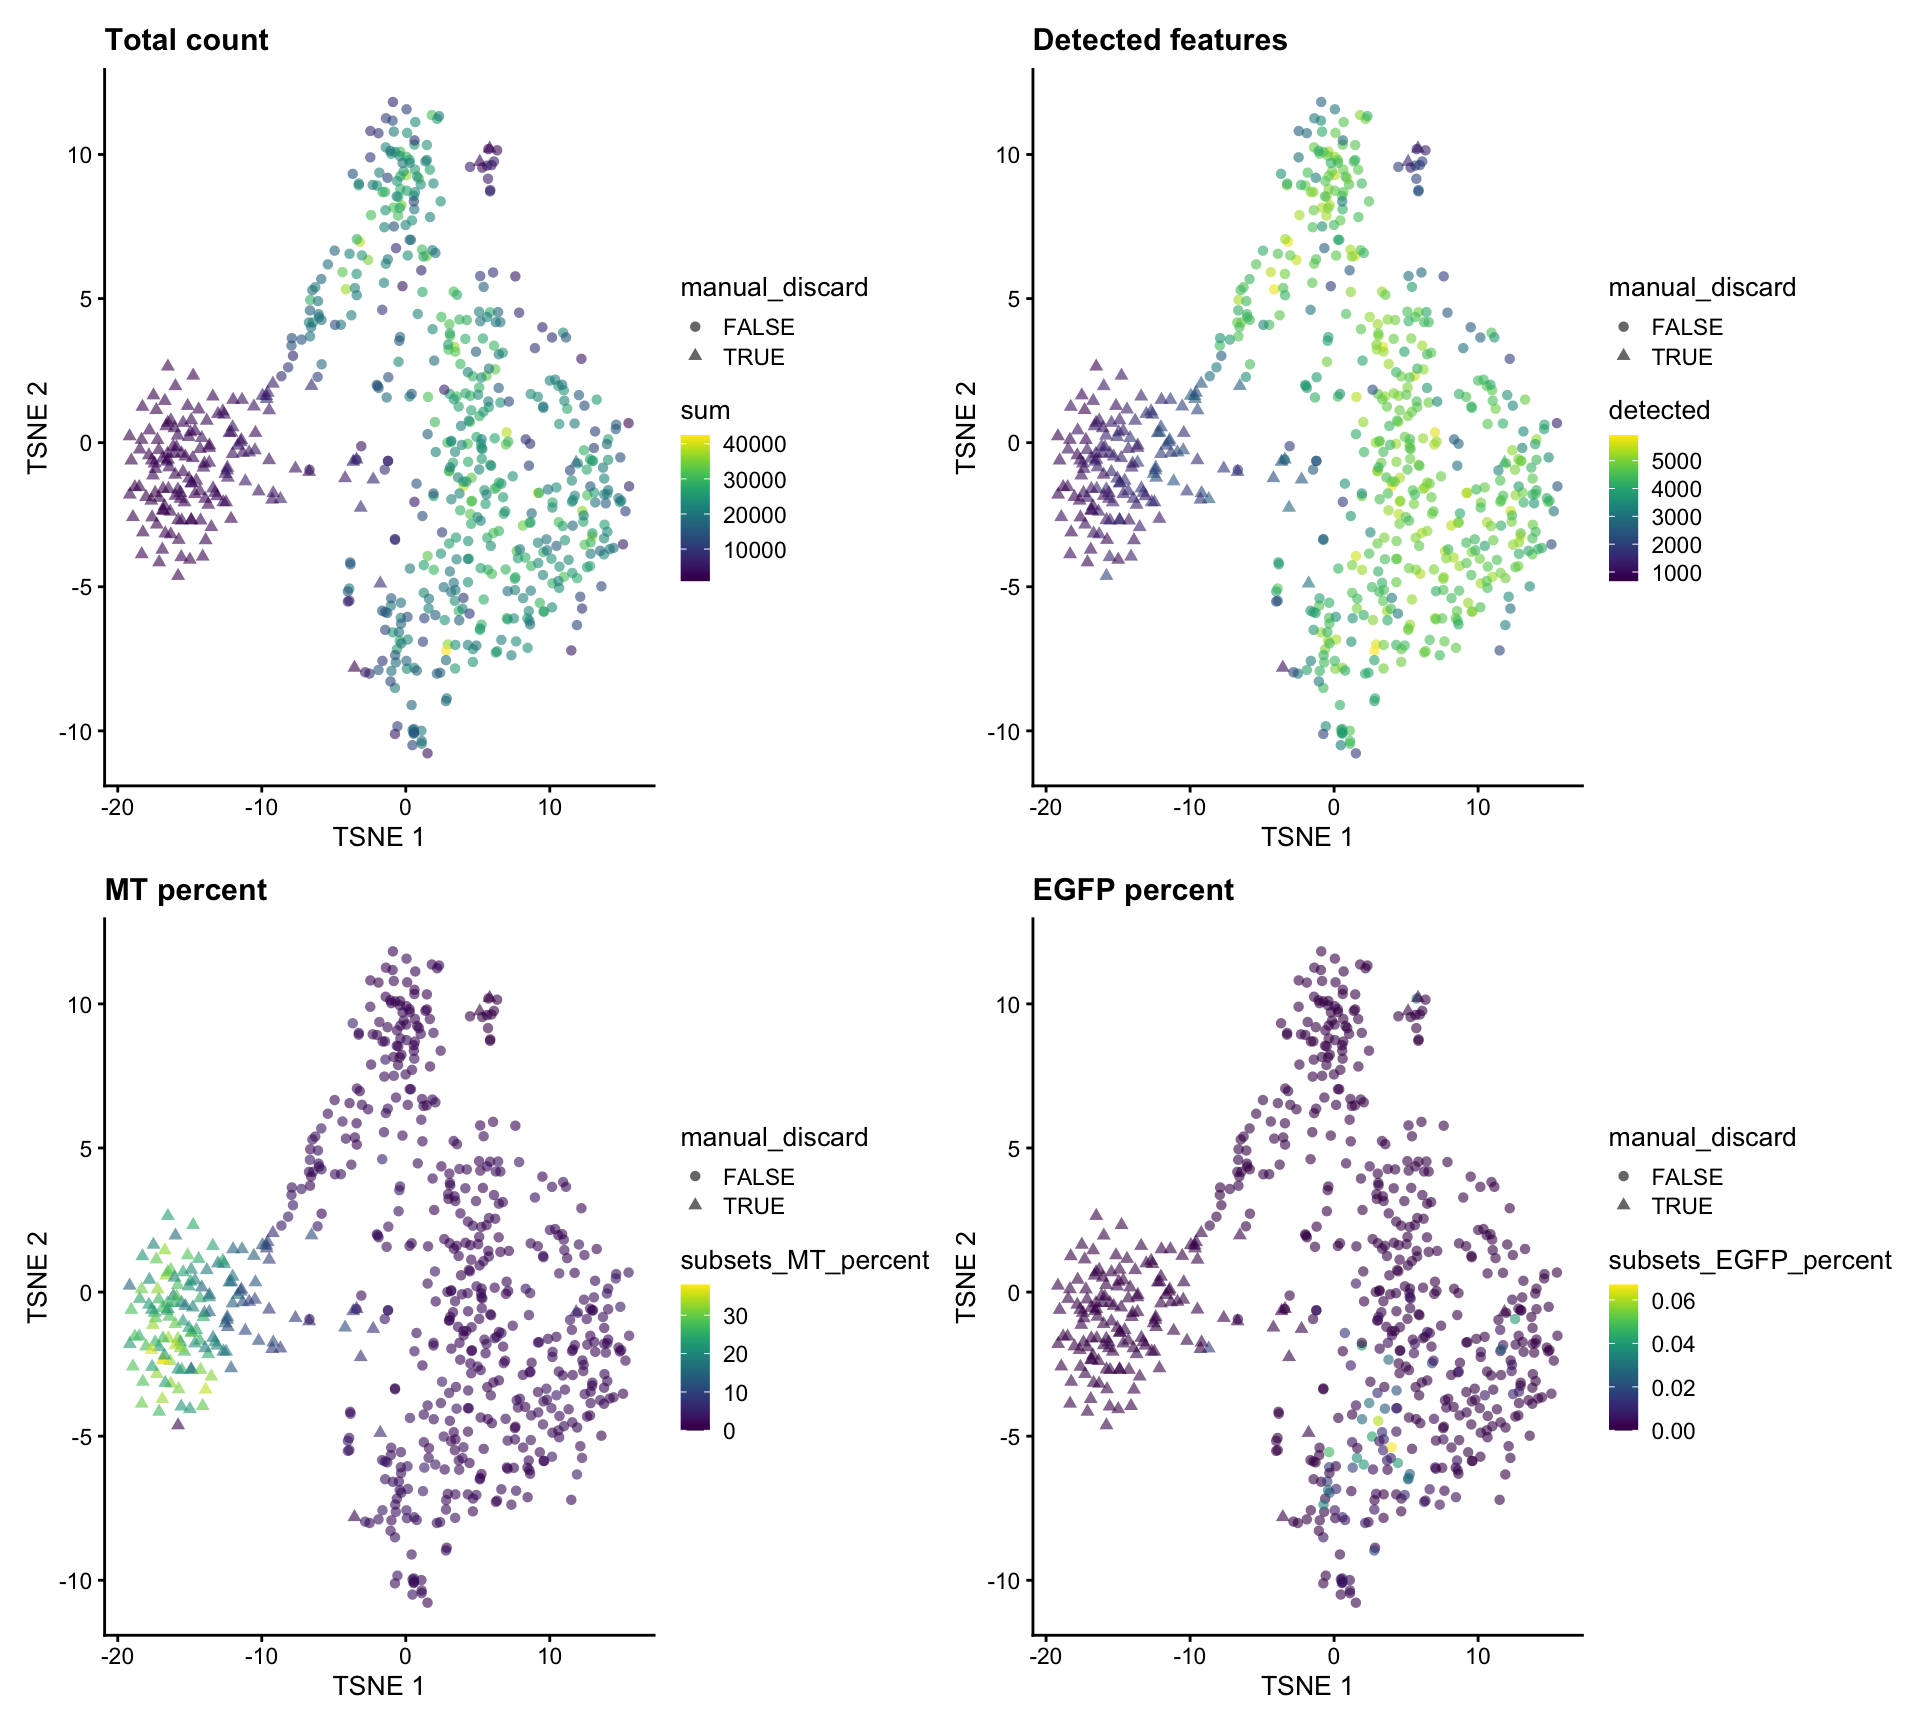 Total count
TSNE 2
10
5
0
-5
-10
-20
-10
0
10
TSNE 1
manual_discard
FALSE
TRUE
sum
40000
30000
20000
10000
Detected features
TSNE 2
10
5
0
-5
-10
-20
-10
0
10
TSNE 1
manual_discard
FALSE
TRUE
detected
5000
4000
3000
2000
1000
MT percent
TSNE 2
10
5
0
-5
-10
-20
-10
0
10
TSNE 1
manual_discard
FALSE
TRUE
subsets_MT_percent
30
20
10
0
EGFP percent
TSNE 2
10
5
0
-5
-10
-20
-10
0
10
TSNE 1
manual_discard
FALSE
TRUE
subsets_EGFP_percent
0.06
0.04
0.02
0.00